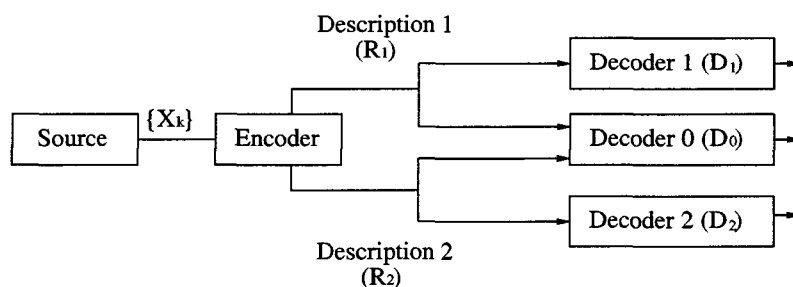 Description 1
(R₁)
Decoder 1 (D₁)
{Xₖ}
Source
Encoder
Decoder 0 (D₀)
Decoder 2 (D₂)
Description 2
(R₂)